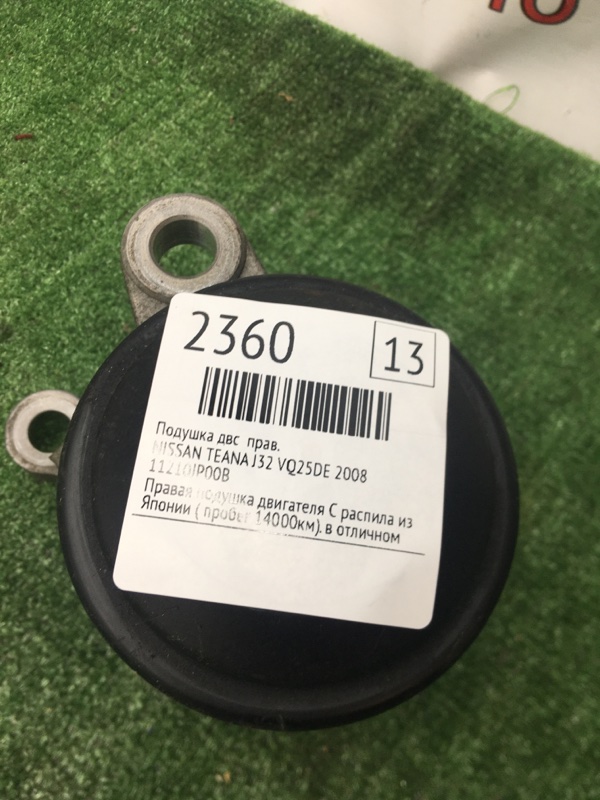 2360
13
Подушка двс прав.
NISSAN TEANA J32 VQ25DE 2008
11210JP00B
Правая подушка двигателя С распила из
Японии ( пробег 14000км). в отличном